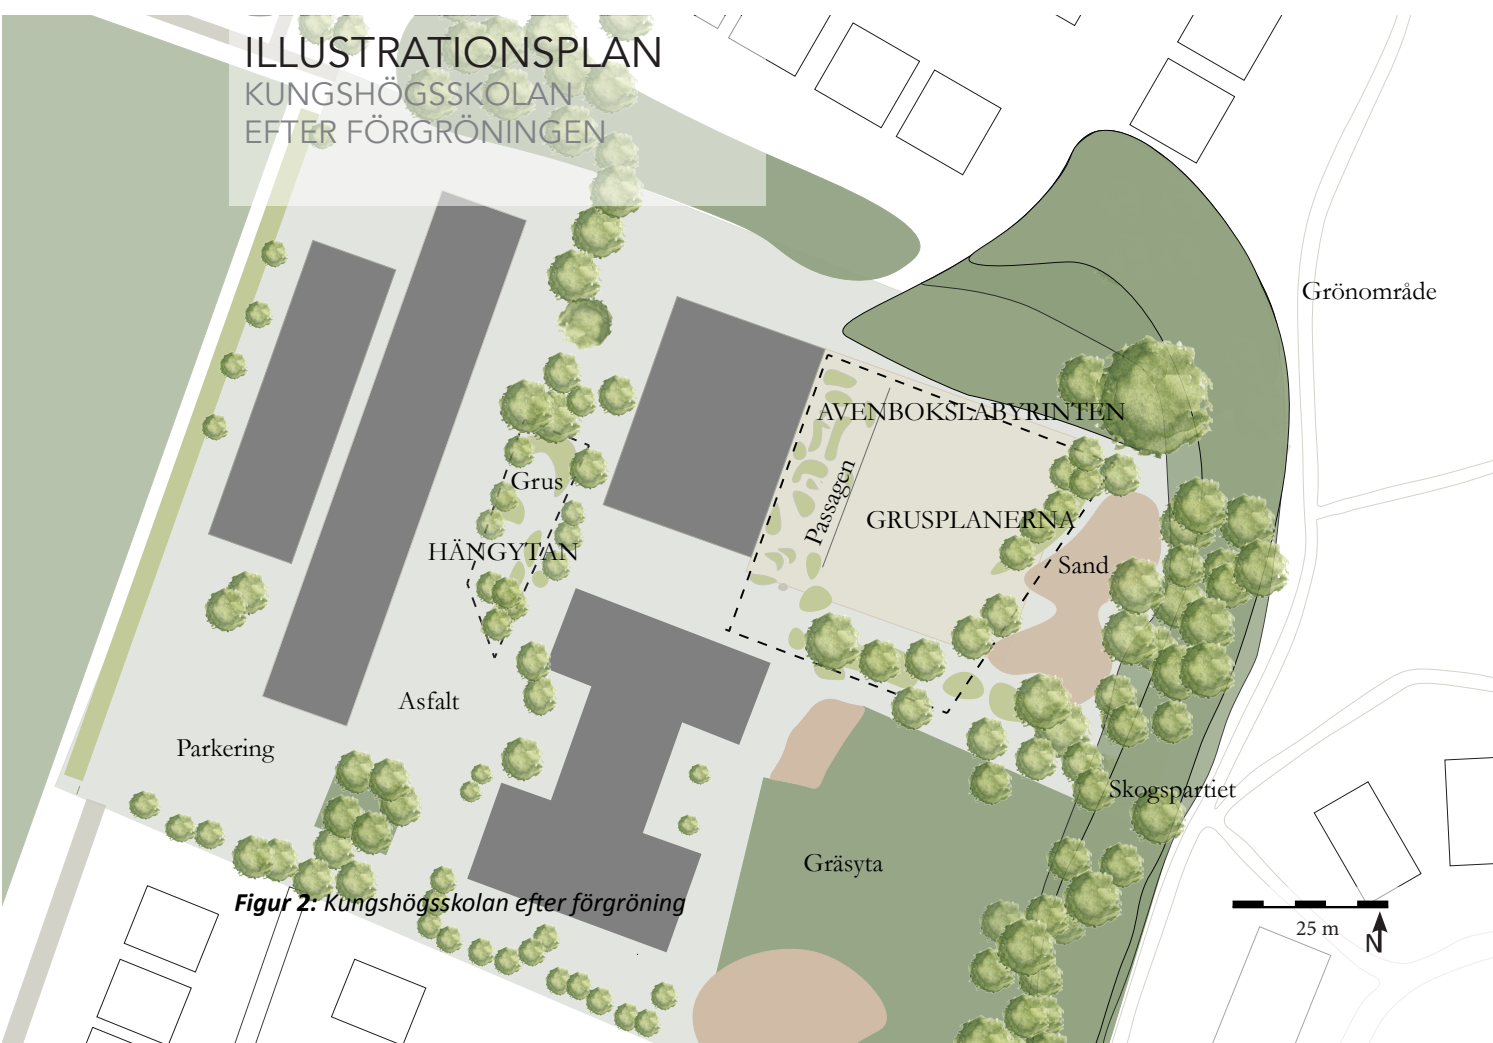 ILLUSTRATIONSPLAN
KUNGSHÖGSSKOLAN
EFTER FÖRGRÖNINGEN
Grönområde
AVENBOKSLABYRINTEN
Grus
Passagen
GRUSPLANERNA
HÄNGYTAN
Sand
Asfalt
Parkering
Skogspartiet
Gräsyta
Figur 2: Kungshögsskolan efter förgröning
25 m
N